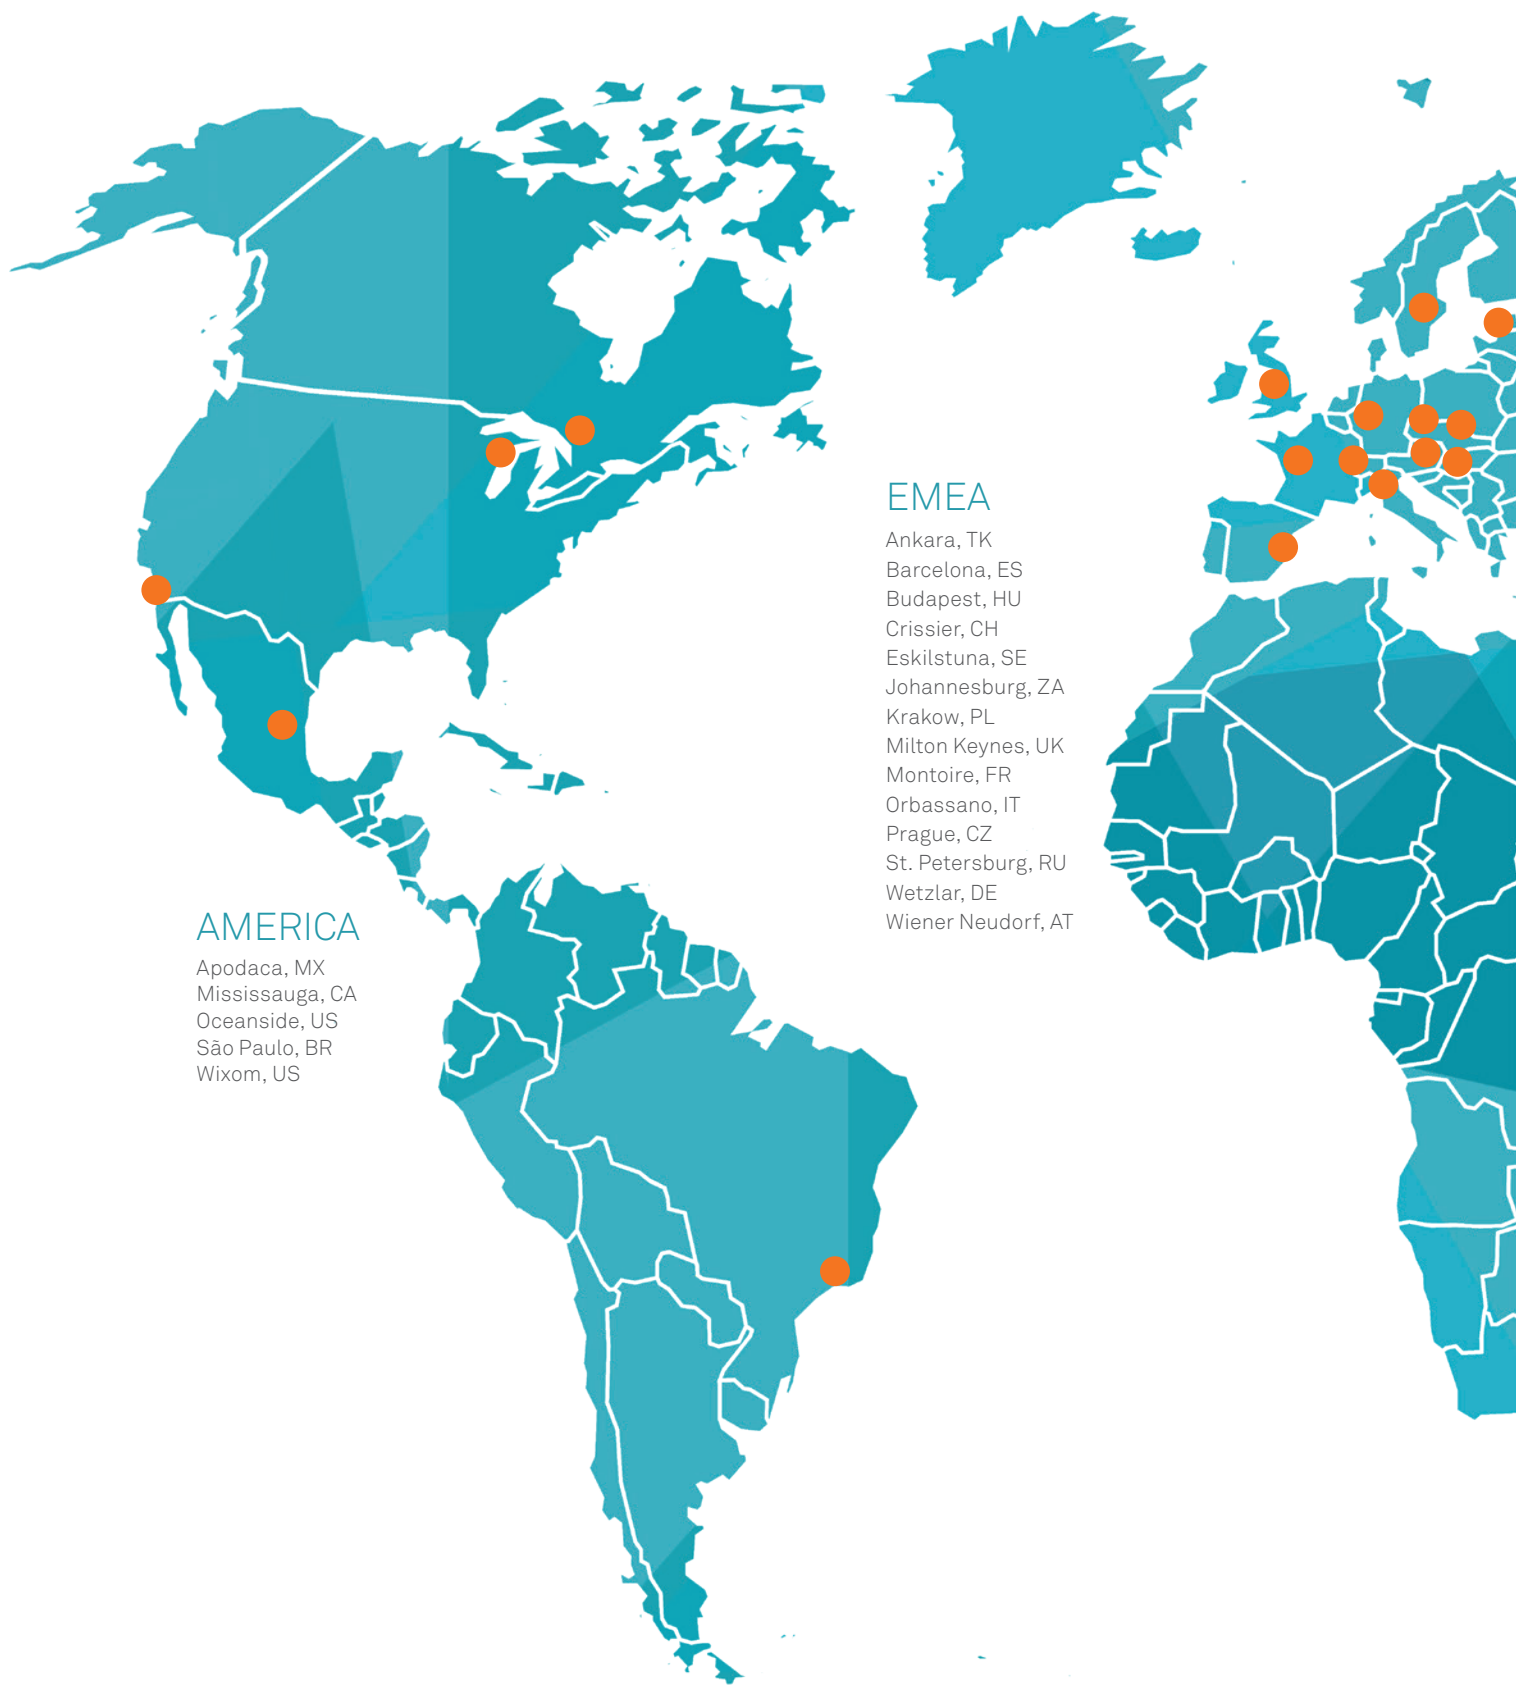 EMEA
Ankara, TK
Barcelona, ES
Budapest, HU
Crissier, CH
Eskilstuna, SE
Johannesburg, ZA
Krakow, PL
Milton Keynes, UK
Montoire, FR
Orbassano, IT
Prague, CZ
St. Petersburg, RU
Wetzlar, DE
Wiener Neudorf, AT
AMERICA
Apodaca, MX
Mississauga, CA
Oceanside, US
São Paulo, BR
Wixom, US